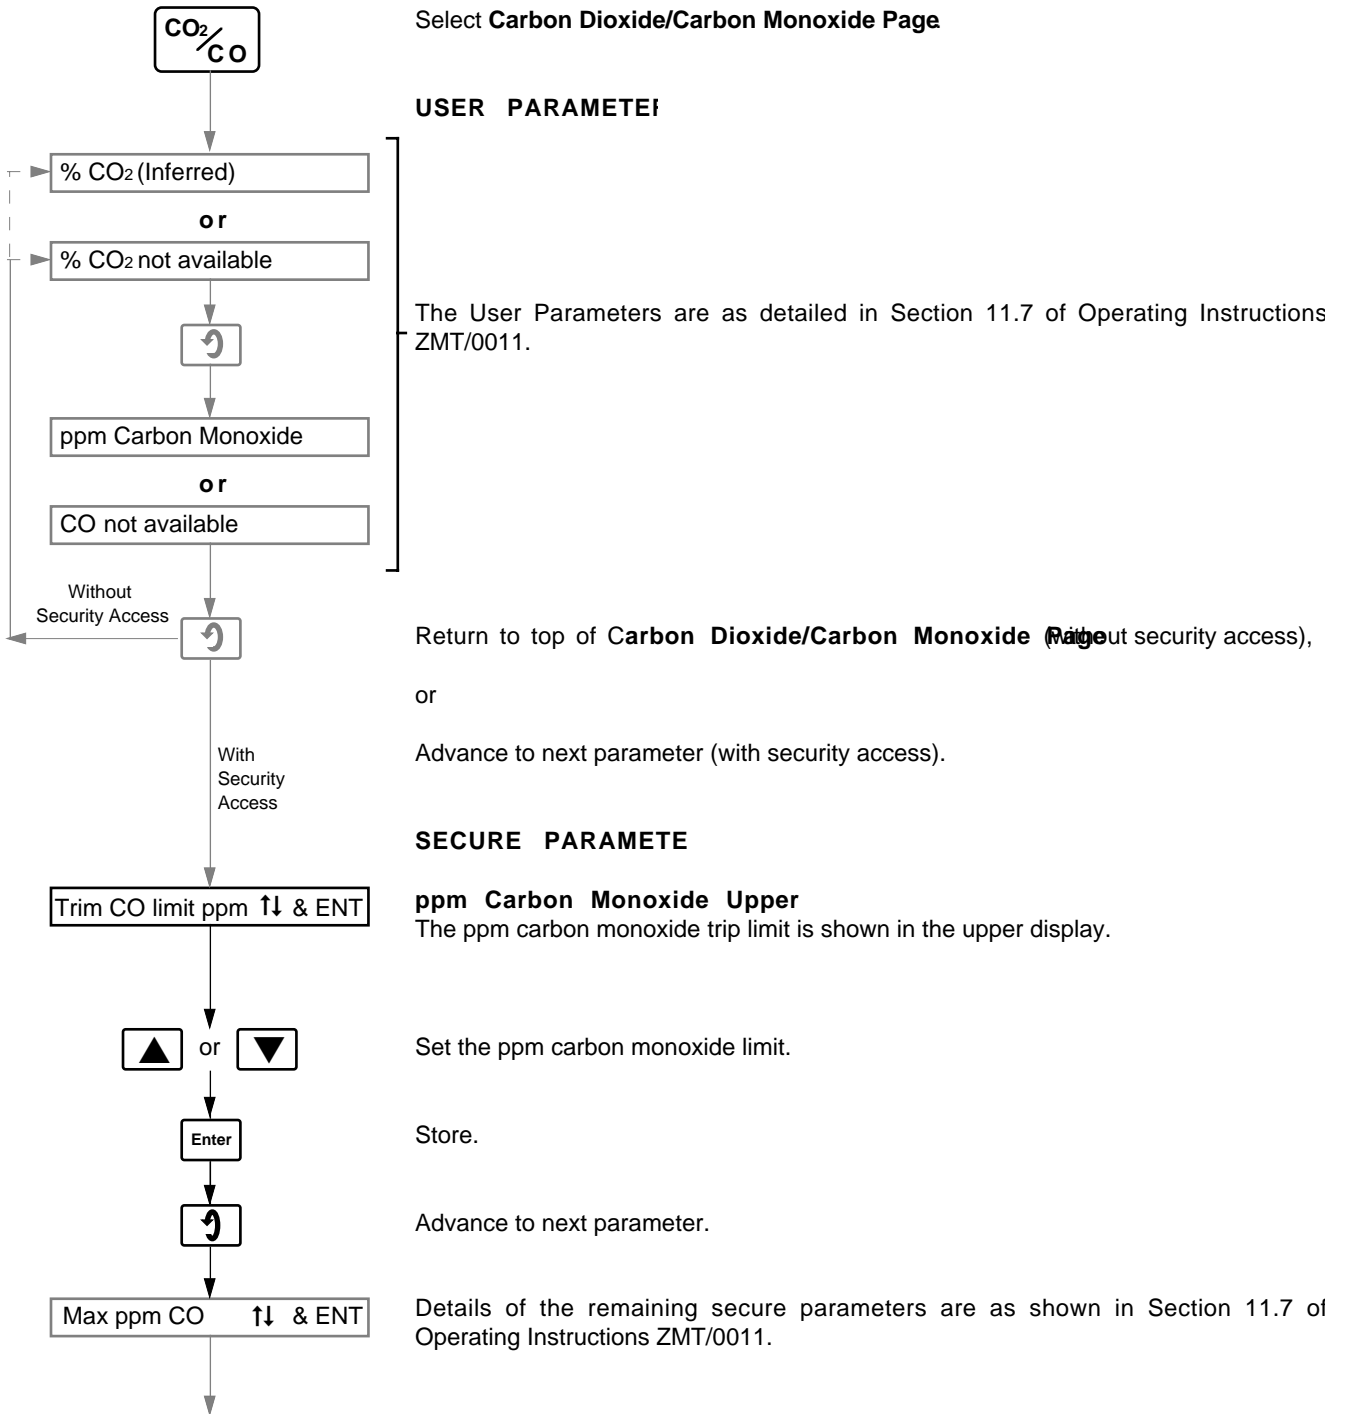 CO2/CO
Select Carbon Dioxide/Carbon Monoxide Page
USER PARAMETER
% CO2 (Inferred)
or
% CO2 not available
The User Parameters are as detailed in Section 11.7 of Operating Instructions
ZMT/0011.
ppm Carbon Monoxide
or
CO not available
Without
Security Access
Return to top of Carbon Dioxide/Carbon Monoxide Page (without security access),
or
With
Security
Access
Advance to next parameter (with security access).
SECURE PARAMETE
Trim CO limit ppm ↑↓ & ENT
ppm Carbon Monoxide Upper
The ppm carbon monoxide trip limit is shown in the upper display.
▲ or ▼
Set the ppm carbon monoxide limit.
Enter
Store.
Advance to next parameter.
Max ppm CO ↑↓ & ENT
Details of the remaining secure parameters are as shown in Section 11.7 of
Operating Instructions ZMT/0011.